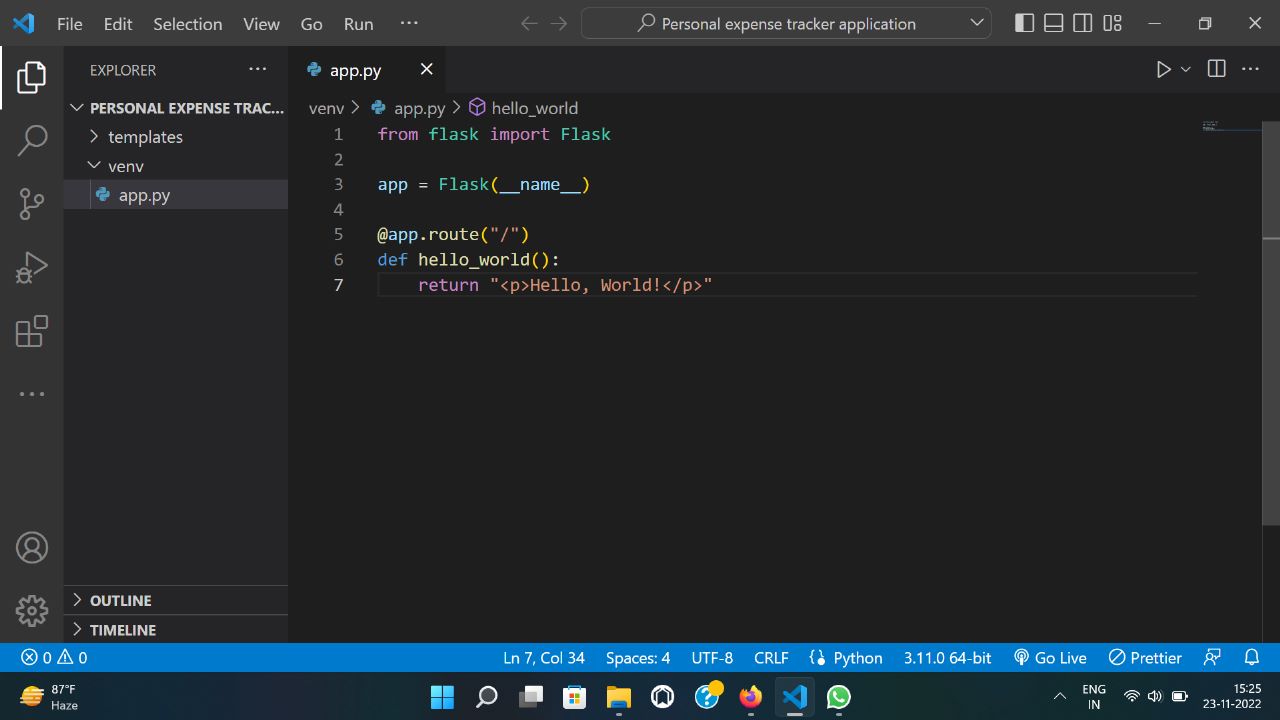 File Edit Selection View Go Run ··· Personal expense tracker application
EXPLORER ···
app.py
PERSONAL EXPENSE TRAC...
templates
venv
app.py
venv > app.py > hello_world
1 from flask import Flask
2
3 app = Flask(__name__)
4
5 @app.route("/")
6 def hello_world():
7 return "<p>Hello, World!</p>"
OUTLINE
TIMELINE
0 0 Ln 7, Col 34 Spaces: 4 UTF-8 CRLF Python 3.11.0 64-bit Go Live Prettier
87°F
Haze
ENG
IN
15:25
23-11-2022